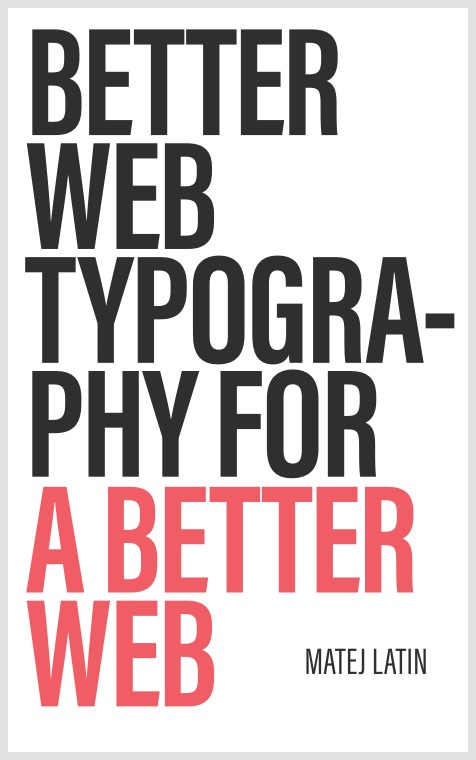 BETTER
WEB
TYPOGRA-
PHY FOR
A BETTER
WEB
MATEJ LATIN